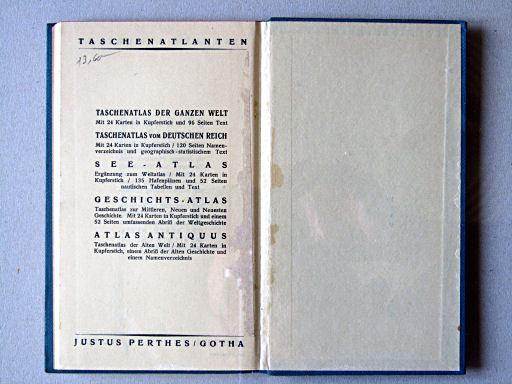 TASCHENATLANTEN
13,60
TASCHENATLAS DER GANZEN WELT
Mit 24 Karten in Kupferstich und 96 Seiten Text
TASCHENATLAS VOM DEUTSCHEN REICH
Mit 24 Karten in Kupferstich / 120 Seiten Namen-
verzeichnis und geographisch-statistischem Text
SEE-ATLAS
Ergänzung zum Weltatlas / Mit 24 Karten in
Kupferstich / 135 Hafenplänen und 52 Seiten
nautischen Tabellen und Text
GESCHICHTS-ATLAS
Taschenatlas zur Mittleren, Neuen und Neuesten
Geschichte. Mit 24 Karten in Kupferstich und einem
52 Seiten umfassenden Abriß der Weltgeschichte
ATLAS ANTIQUUS
Taschenatlas der Alten Welt / Mit 24 Karten in
Kupferstich, einem Abriß der Alten Geschichte und
einem Namenverzeichnis
JUSTUS PERTHES / GOTHA